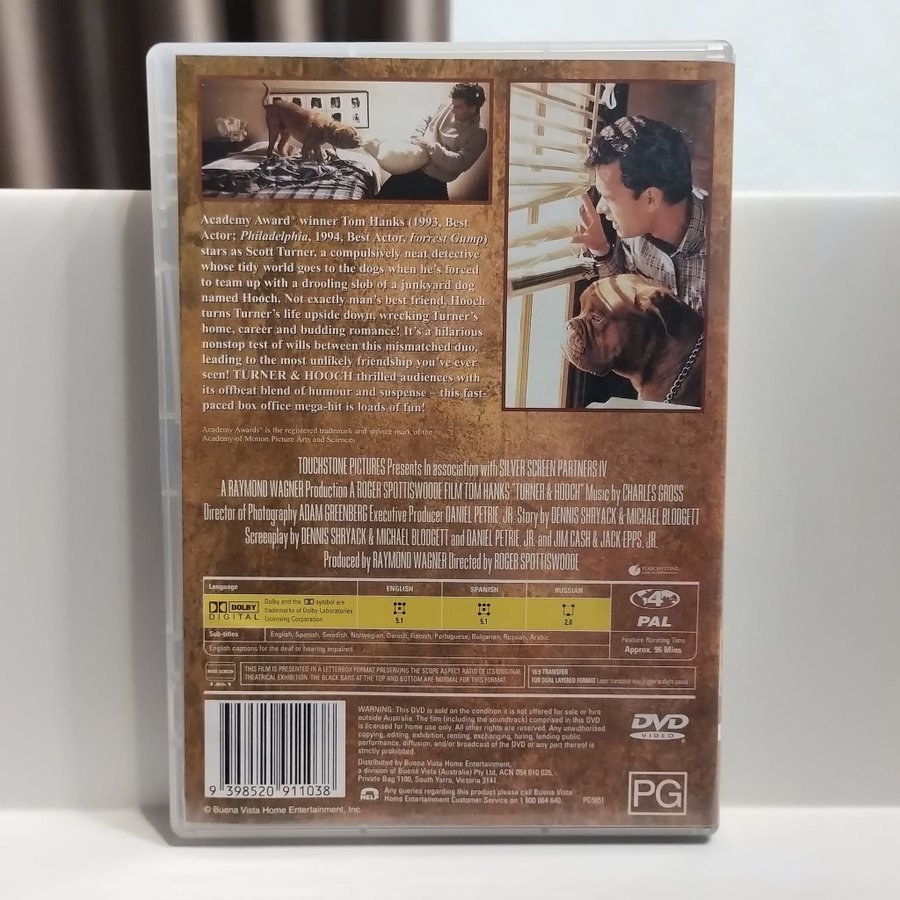 Academy Award® winner Tom Hanks (1993, Best
Actor; Philadelphia, 1994, Best Actor, Forrest Gump)
stars as Scott Turner, a compulsively neat detective
whose tidy world goes to the dogs when he's forced
to team up with a drooling slob of a junkyard dog
named Hooch. Not exactly man's best friend, Hooch
turns Turner's life upside down, wrecking Turner's
home, career and budding romance! It's a hilarious
nonstop test of wills between this mismatched duo,
leading to the most unlikely friendship you've ever
seen! TURNER & HOOCH thrilled audiences with
its offbeat blend of humour and suspense – this fast-
paced box office mega-hit is loads of fun!
Academy Awards® is the registered trademark and service mark of the
Academy of Motion Picture Arts and Sciences
TOUCHSTONE PICTURES Presents In association with SILVER SCREEN PARTNERS IV
A RAYMOND WAGNER Production A ROGER SPOTTISWOODE FILM TOM HANKS "TURNER & HOOCH" Music by CHARLES GROSS
Director of Photography ADAM GREENBERG Executive Producer DANIEL PETRIE, JR. Story by DENNIS SHRYACK & MICHAEL BLODGETT
Screenplay by DENNIS SHRYACK & MICHAEL BLODGETT and DANIEL PETRIE, JR. and JIM CASH & JACK EPPS, JR.
Produced by RAYMOND WAGNER Directed by ROGER SPOTTISWOODE
TOUCHSTONE
Language ENGLISH SPANISH RUSSIAN
DOLBY DIGITAL
Dolby and the symbol are
trademarks of Dolby Laboratories
Licensing Corporation
5.1 5.1 2.0
4
PAL
Sub-titles English, Spanish, Swedish, Norwegian, Danish, Finnish, Portuguese, Bulgarian, Russian, Arabic
English captions for the deaf or hearing impaired.
Feature Running Time
Approx. 96 Mins
WIDE SCREEN
1.85:1
THIS FILM IS PRESENTED IN A LETTERBOX FORMAT PRESERVING THE SCOPE ASPECT RATIO OF ITS ORIGINAL
THEATRICAL EXHIBITION. THE BLACK BARS AT THE TOP AND BOTTOM ARE NORMAL FOR THIS FORMAT
16:9 TRANSFER
FOR DUAL LAYERED FORMAT Layer transition may trigger a slight pause
WARNING: This DVD is sold on the condition it is not offered for sale or hire
outside Australia. The film (including the soundtrack) comprised in this DVD
is licensed for home use only. All other rights are reserved. Any unauthorised
copying, editing, exhibition, renting, exchanging, hiring, lending public
performance, diffusion, and/or broadcast of the DVD or any part thereof is
strictly prohibited.
Distributed by Buena Vista Home Entertainment,
a division of Buena Vista (Australia) Pty Ltd, ACN 054 610 025,
Private Bag 1100, South Yarra, Victoria 3141.
HELP
Any queries regarding this product please call Buena Vista
Home Entertainment Customer Service on 1 800 064 640.
PD5051
DVD
VIDEO
PG
9 398520 911038
© Buena Vista Home Entertainment, Inc.